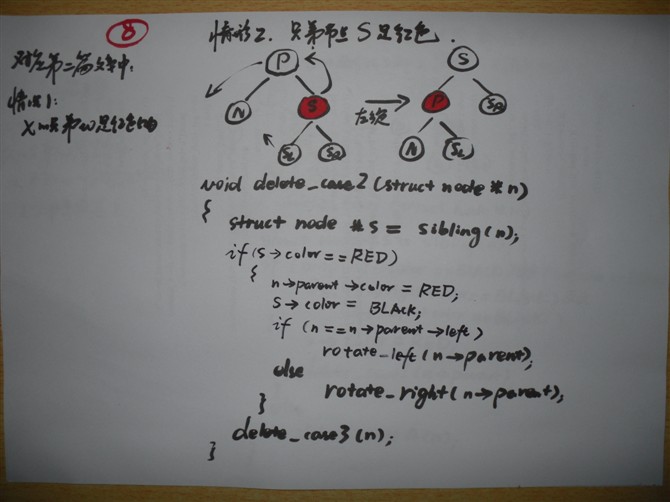 8
情形2. 兄弟节点 S 是红色.
对应第二篇文章中:
情况1:
x的兄弟w是红色的
P
S
N
S
SL
SR
左旋
P
SR
N
SL
void delete_case2 (struct node * n)
{
struct node * s = sibling(n);
if (s→color == RED)
{
n→parent→color = RED;
s→color = BLACK;
if (n == n→parent→left)
rotate_left (n→parent);
else
rotate_right (n→parent);
}
delete_case3 (n);
}